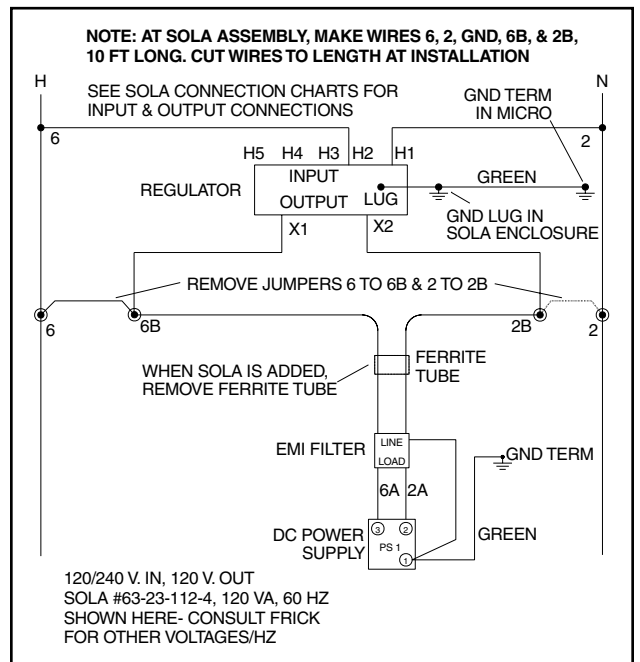 NOTE: AT SOLA ASSEMBLY, MAKE WIRES 6, 2, GND, 6B, & 2B,
10 FT LONG. CUT WIRES TO LENGTH AT INSTALLATION
H
N
SEE SOLA CONNECTION CHARTS FOR
INPUT & OUTPUT CONNECTIONS
GND TERM
IN MICRO
6
2
H5 H4 H3 H2 H1
REGULATOR
INPUT
OUTPUT
LUG
GREEN
GND LUG IN
SOLA ENCLOSURE
X1
X2
REMOVE JUMPERS 6 TO 6B & 2 TO 2B
6
6B
2B
2
WHEN SOLA IS ADDED,
REMOVE FERRITE TUBE
FERRITE
TUBE
EMI FILTER
LINE
LOAD
GND TERM
6A 2A
DC POWER
SUPPLY
3
2
PS 1
1
GREEN
120/240 V. IN, 120 V. OUT
SOLA #63-23-112-4, 120 VA, 60 HZ
SHOWN HERE- CONSULT FRICK
FOR OTHER VOLTAGES/HZ